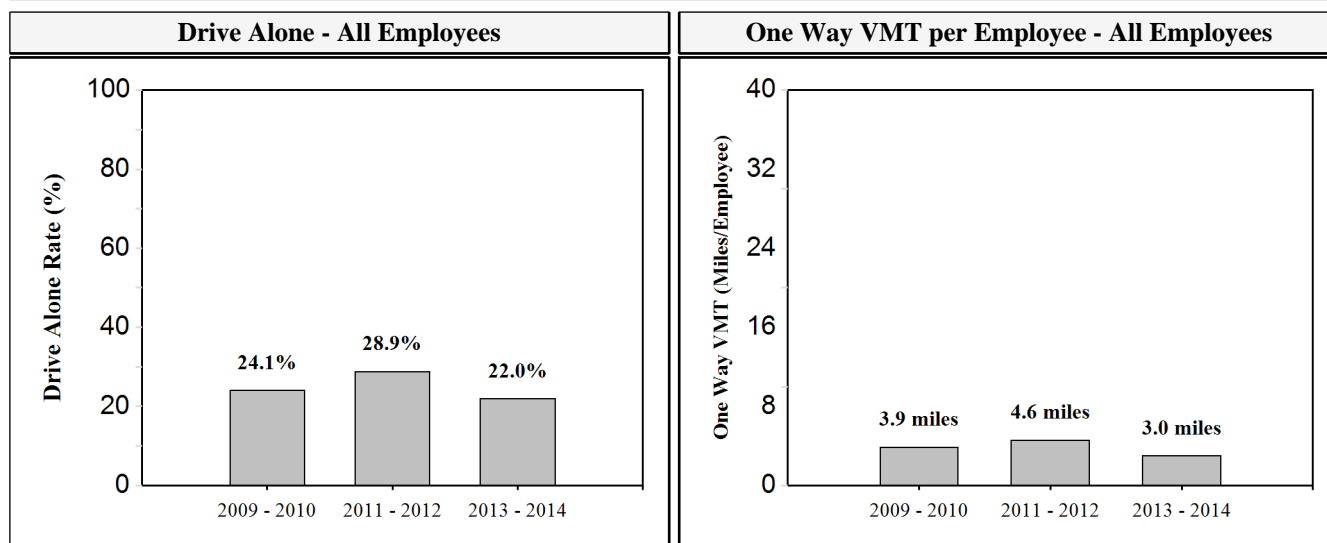 Drive Alone - All Employees
One Way VMT per Employee - All Employees
Drive Alone Rate (%)
100
80
60
40
20
0
24.1%
28.9%
22.0%
2009 - 2010
2011 - 2012
2013 - 2014
One Way VMT (Miles/Employee)
40
32
24
16
8
0
3.9 miles
4.6 miles
3.0 miles
2009 - 2010
2011 - 2012
2013 - 2014